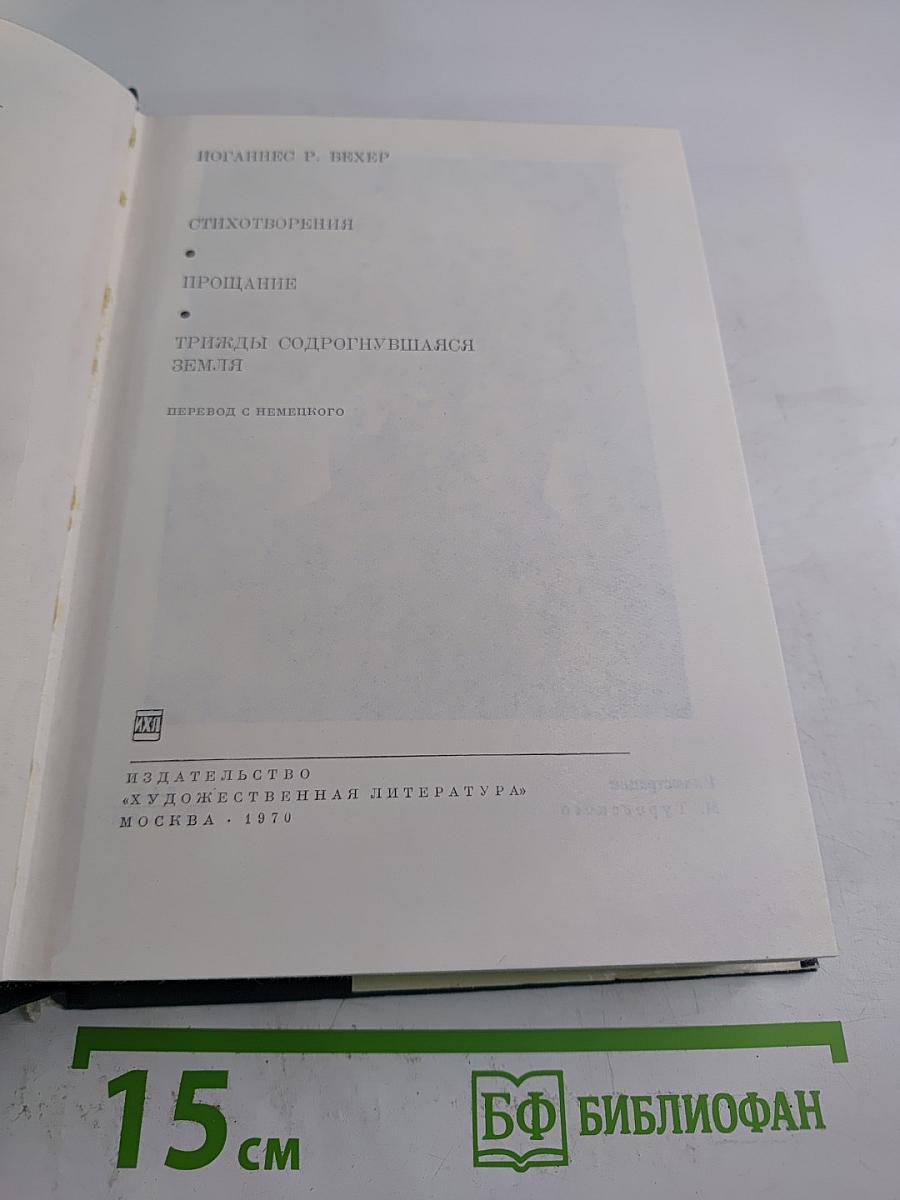 ИОГАННЕС Р. БЕХЕР
СТИХОТВОРЕНИЯ
•
ПРОЩАНИЕ
•
ТРИЖДЫ СОДРОГНУВШАЯСЯ
ЗЕМЛЯ
ПЕРЕВОД С НЕМЕЦКОГО
ИХЛ
ИЗДАТЕЛЬСТВО
«ХУДОЖЕСТВЕННАЯ ЛИТЕРАТУРА»
МОСКВА · 1970
15 СМ
БФ БИБЛИОФАН